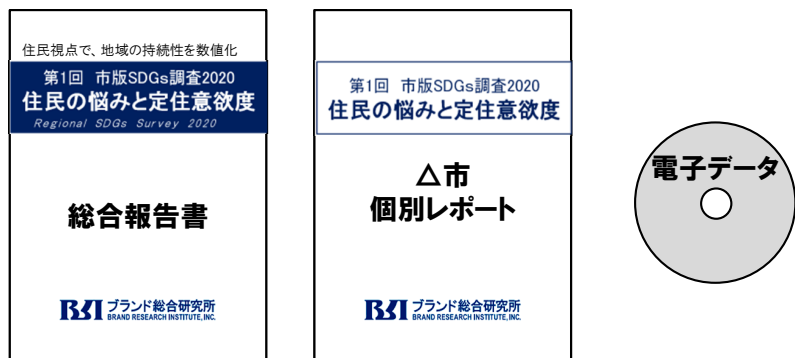 住民視点で、地域の持続性を数値化
第1回 市版SDGs調査2020
住民の悩みと定住意欲度
Regional SDGs Survey 2020
総合報告書
BRI ブランド総合研究所
BRAND RESEARCH INSTITUTE, INC.
第1回 市版SDGs調査2020
住民の悩みと定住意欲度
△市
個別レポート
BRI ブランド総合研究所
BRAND RESEARCH INSTITUTE, INC.
電子データ